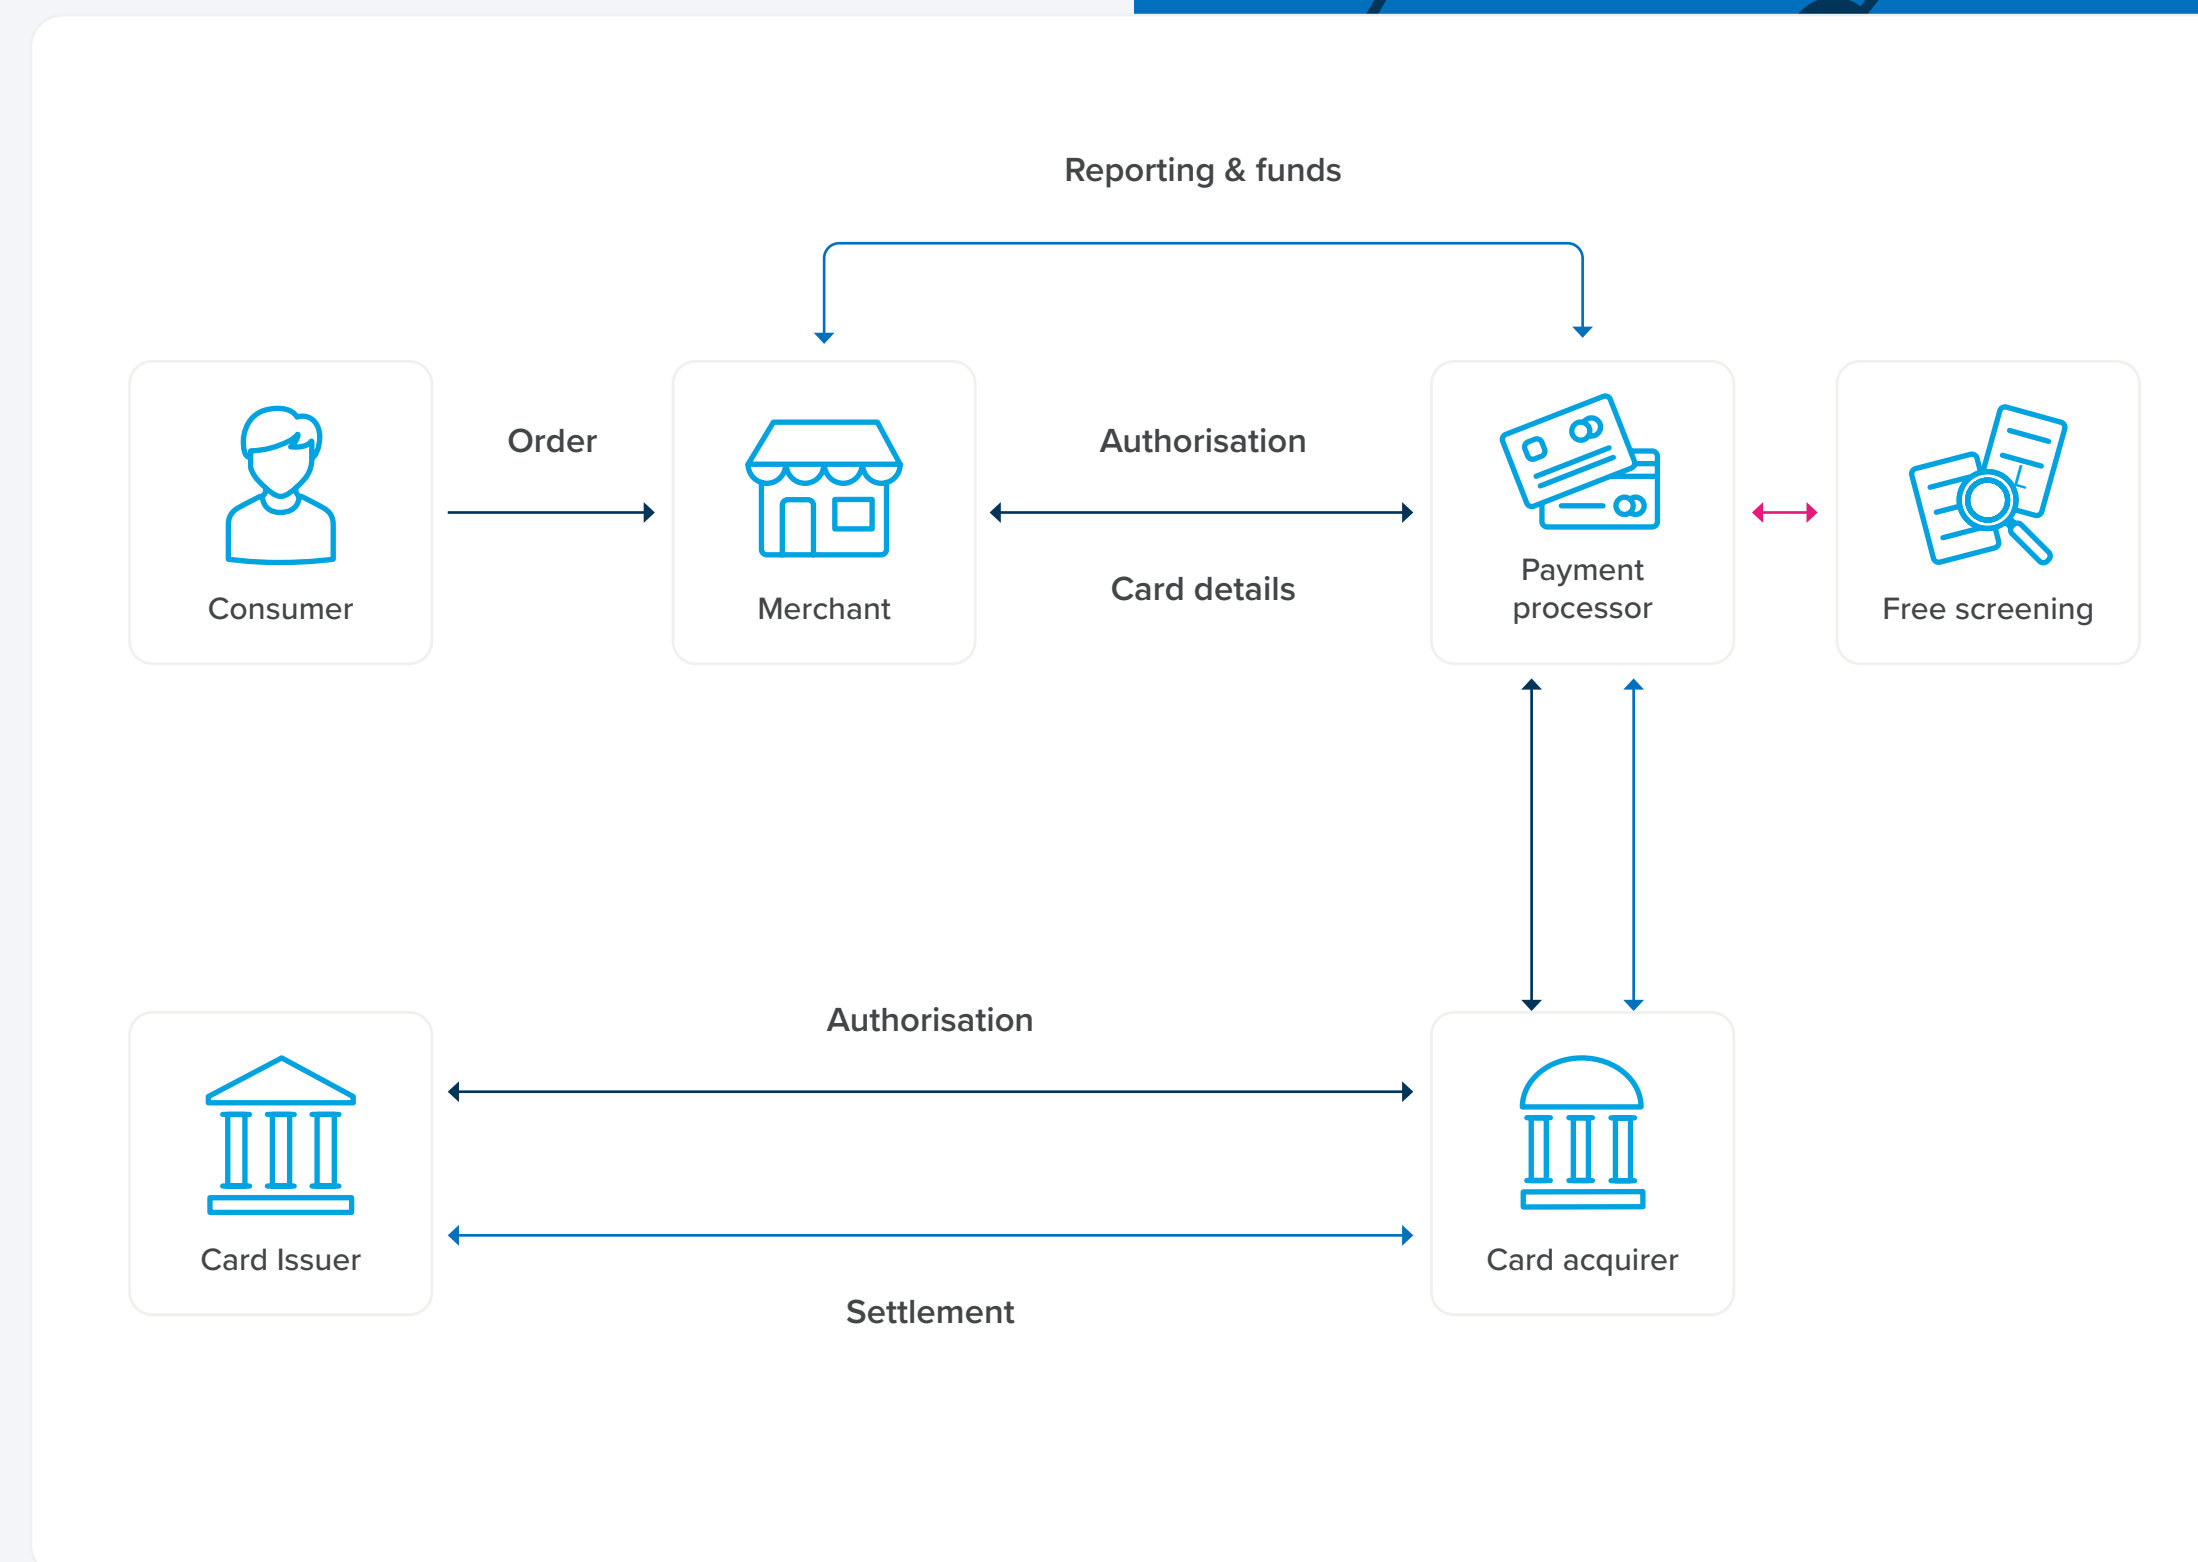 Reporting & funds
Order
Authorisation
Card details
Consumer
Merchant
Payment
processor
Free screening
Authorisation
Settlement
Card Issuer
Card acquirer